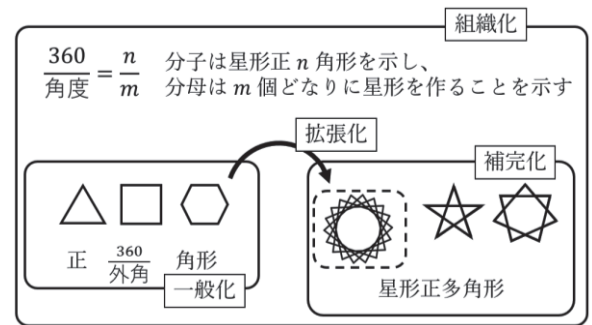 組織化
360/角度 = n/m
分子は星形正 n 角形を示し、
分母は m 個どなりに星形を作ることを示す
拡張化
補完化
正 360/外角 角形
一般化
星形正多角形